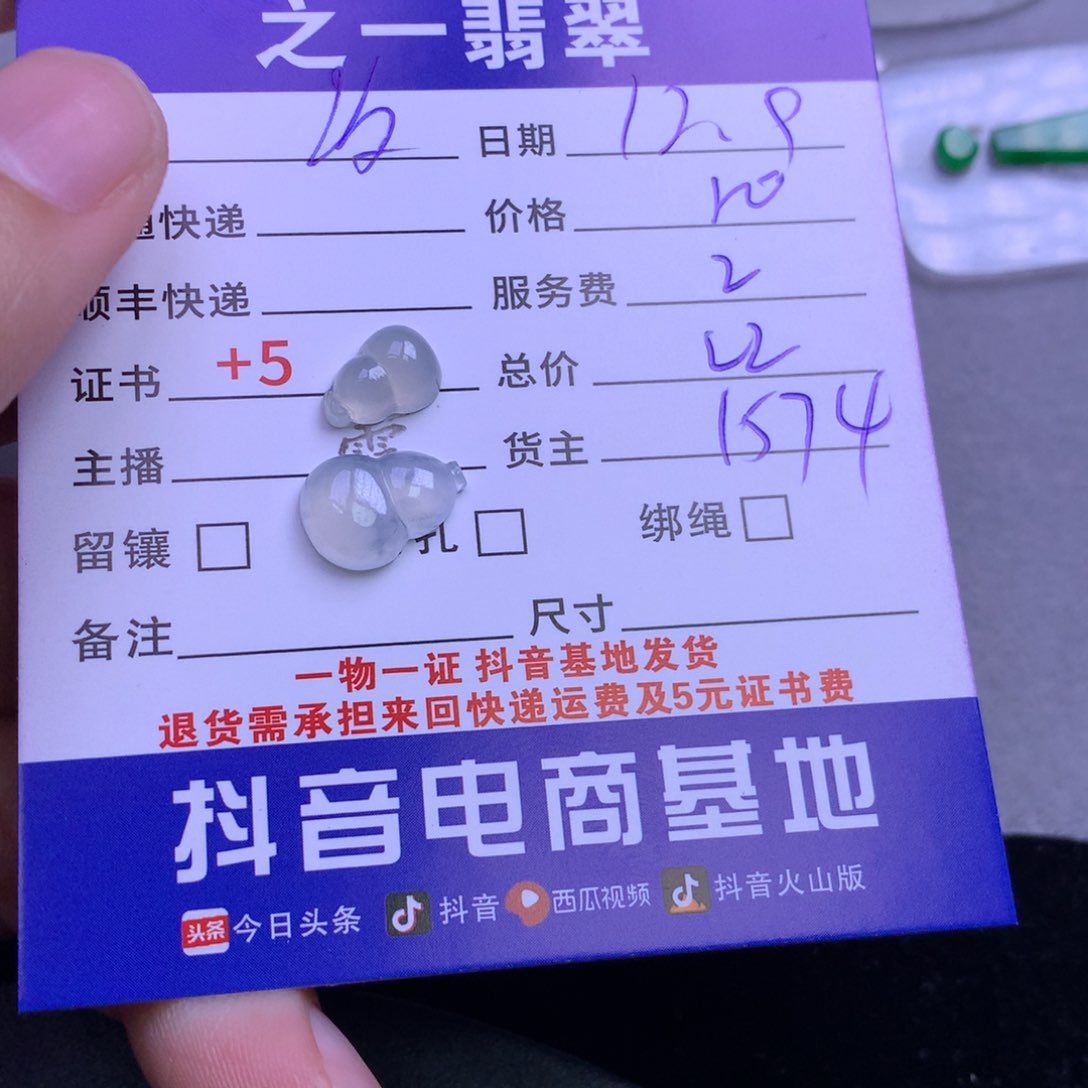 之一翡翠
日期 12.9
通快递 价格
顺丰快递 服务费 2
证书 +5 总价
主播 雪 货主 1574
留镶 孔 绑绳
备注 尺寸
一物一证 抖音基地发货
退货需承担来回快递运费及5元证书费
抖音电商基地
头条 今日头条 抖音 西瓜视频 抖音火山版